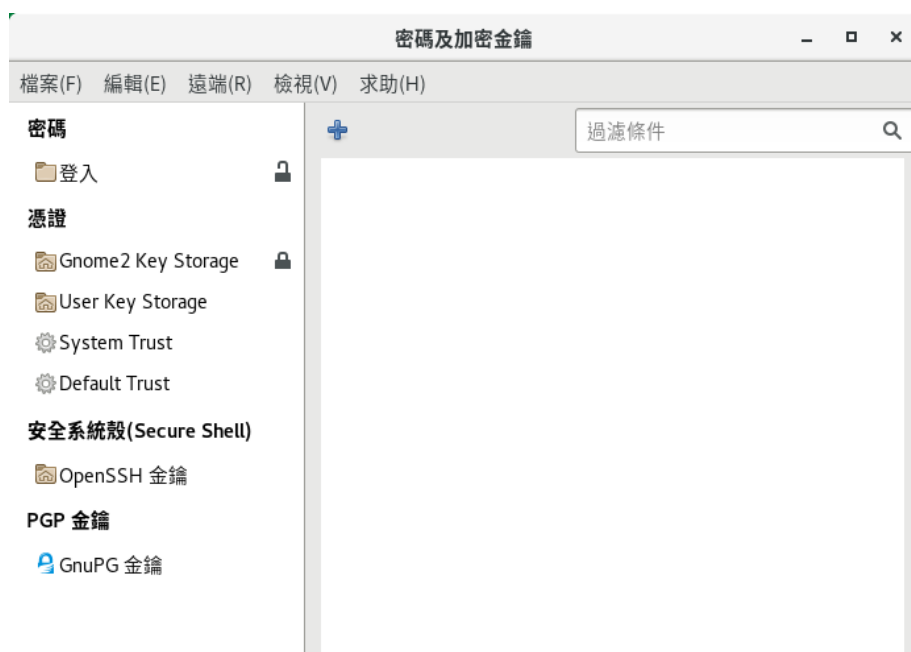 密碼及加密金鑰
檔案(F) 編輯(E) 遠端(R) 檢視(V) 求助(H)
密碼
過濾條件
登入
憑證
Gnome2 Key Storage
User Key Storage
System Trust
Default Trust
安全系統殼(Secure Shell)
OpenSSH 金鑰
PGP 金鑰
GnuPG 金鑰